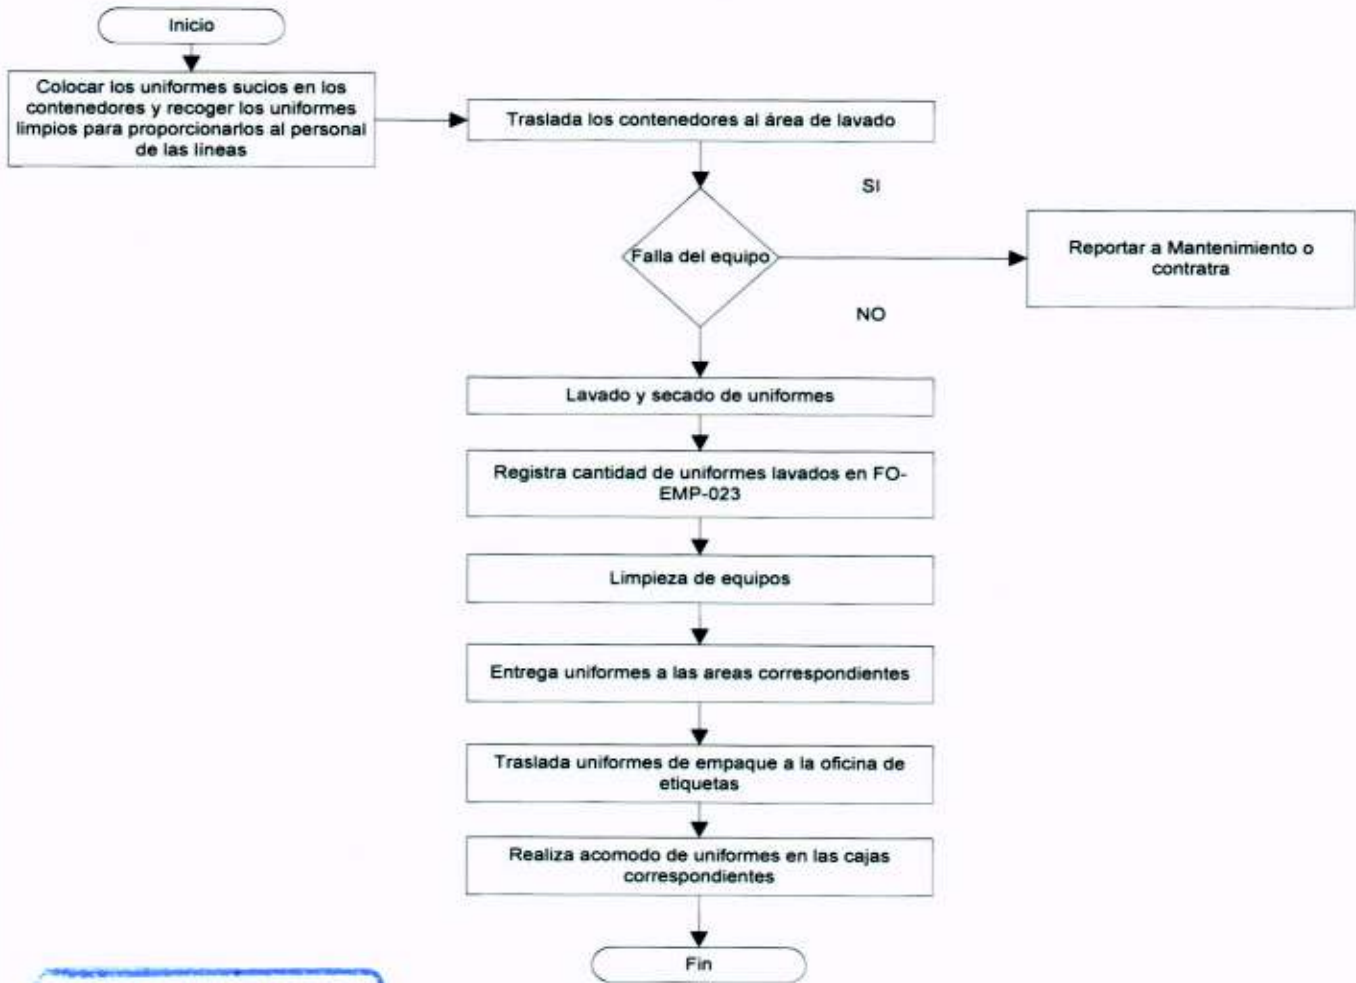 Inicio
Colocar los uniformes sucios en los
contenedores y recoger los uniformes
limpios para proporcionarlos al personal
de las lineas
Traslada los contenedores al área de lavado
SI
Falla del equipo
Reportar a Mantenimiento o
contratra
NO
Lavado y secado de uniformes
Registra cantidad de uniformes lavados en FO-
EMP-023
Limpieza de equipos
Entrega uniformes a las areas correspondientes
Traslada uniformes de empaque a la oficina de
etiquetas
Realiza acomodo de uniformes en las cajas
correspondientes
Fin